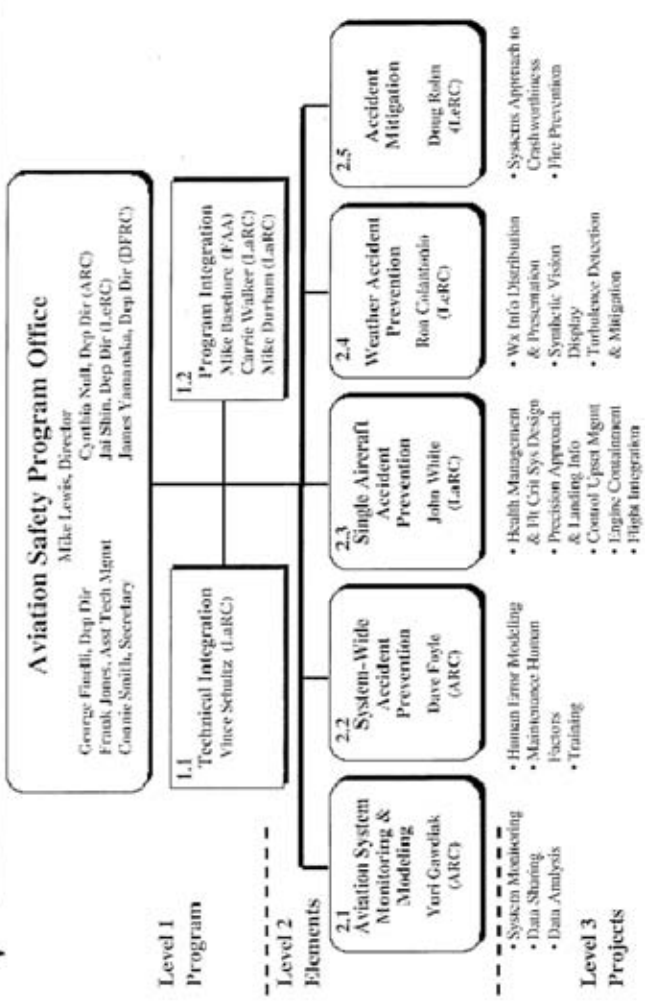 Aviation Safety Program Office
Mike Lewis, Director
George Finelli, Dep Dir
Frank Jones, Asst Tech Mgmt
Connie Smith, Secretary
Cynthia Null, Dep Dir (ARC)
Jai Shin, Dep Dir (LeRC)
James Yamanaka, Dep Dir (DFRC)
Level 1
Program
1.1
Technical Integration
Vince Schultz (LaRC)
1.2
Program Integration
Mike Basehore (FAA)
Carrie Walker (LaRC)
Mike Durham (LaRC)
Level 2
Elements
2.1
Aviation System
Monitoring &
Modeling
Yuri Gawdiak
(ARC)
2.2
System-Wide
Accident
Prevention
Dave Foyle
(ARC)
2.3
Single Aircraft
Accident
Prevention
John White
(LaRC)
2.4
Weather Accident
Prevention
Ron Colantonio
(LeRC)
2.5
Accident
Mitigation
Doug Rohn
(LeRC)
Level 3
Projects
• System Monitoring
• Data Sharing
• Data Analysis
• Human Error Modeling
• Maintenance Human
Factors
• Training
• Health Management
& Flt Crit Sys Design
• Precision Approach
& Landing Info
• Control Upset Mgmt
• Engine Containment
• Flight Integration
• Wx Info Distribution
& Presentation
• Synthetic Vision
Display
• Turbulence Detection
& Mitigation
• Systems Approach to
Crashworthiness
• Fire Prevention